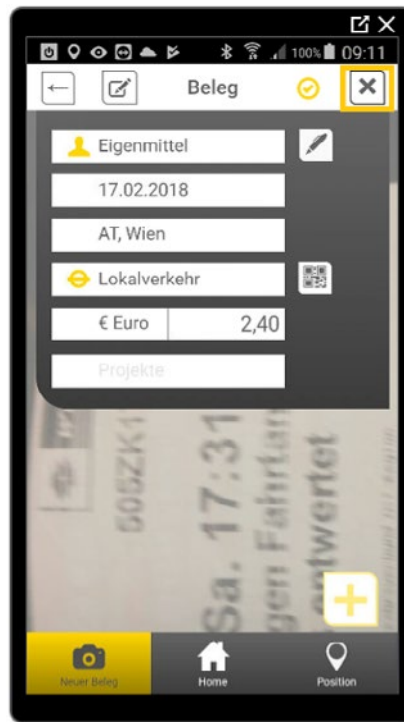 100% 09:11
Beleg
Eigenmittel
17.02.2018
AT, Wien
Lokalverkehr
€ Euro 2,40
Projekte
Sa. 17:31
gen Fahrtan
entwertet
Neuer Beleg Home Position